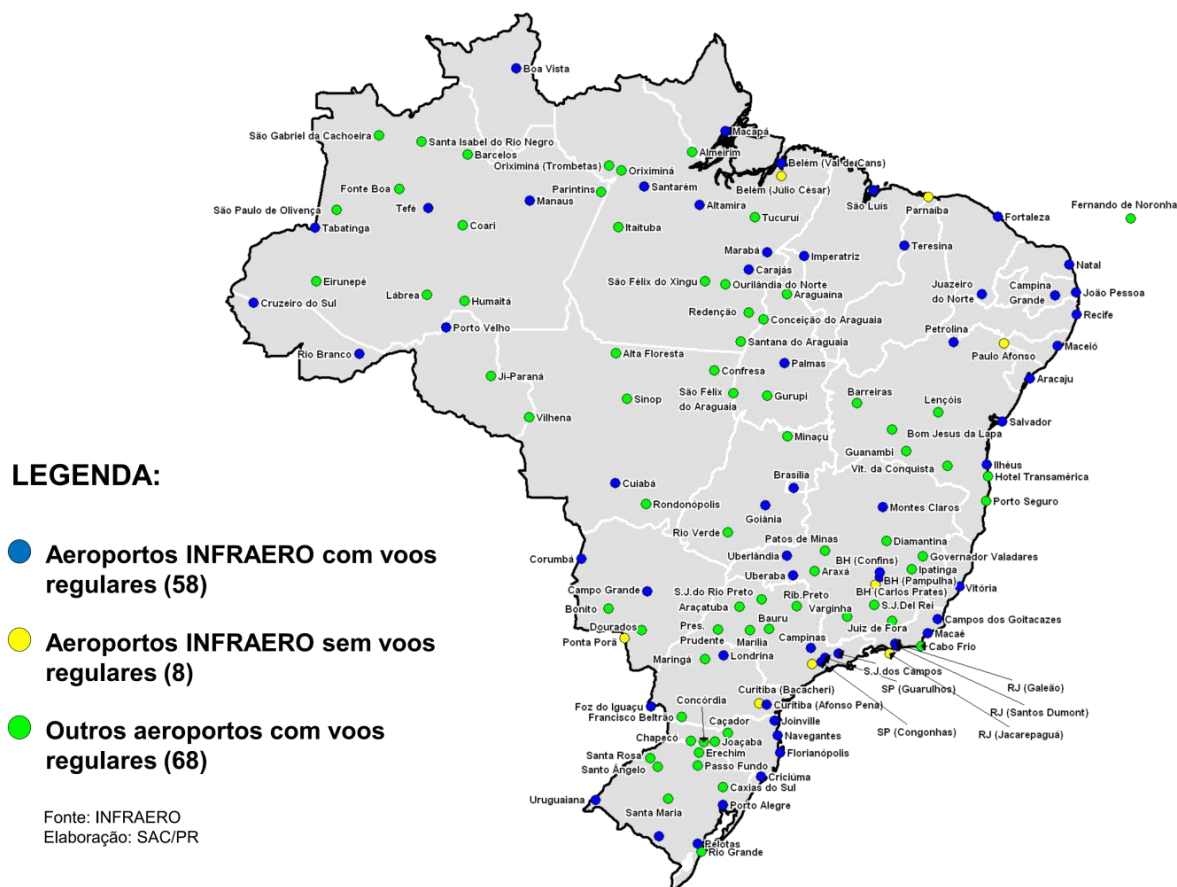 Boa Vista
Macapá
São Gabriel da Cachoeira
Santa Isabel do Rio Negro
Barcelos
Almeirim
Oriximiná (Trombetas)
Oriximiná
Belém (Val de Cans)
Belém (Júlio César)
Fonte Boa
Parintins
Santarém
São Luís
Parnaíba
Tefé
Manaus
Altamira
Fernando de Noronha
São Paulo de Olivença
Tucuruí
Fortaleza
Tabatinga
Coari
Itaituba
Teresina
Marabá
Imperatriz
Natal
Carajás
Eirunepé
São Félix do Xingu
Ourilândia do Norte
Juazeiro
do Norte
Campina
Grande
João Pessoa
Lábrea
Humaitá
Araguaína
Cruzeiro do Sul
Redenção
Conceição do Araguaia
Recife
Porto Velho
Petrolina
Santana do Araguaia
Paulo Afonso
Maceió
Rio Branco
Alta Floresta
Palmas
Confresa
Ji-Paraná
Aracaju
São Félix
do Araguaia
Gurupi
Barreiras
Lençóis
Sinop
Vilhena
Salvador
Minaçu
Bom Jesus da Lapa
Guanambi
Vit. da Conquista
Ilhéus
Hotel Transamérica
Brasília
Cuiabá
Rondonópolis
Goiânia
Montes Claros
Porto Seguro
Rio Verde
Patos de Minas
Diamantina
Corumbá
Uberlândia
BH (Confins)
Governador Valadares
Uberaba
Araxá
Ipatinga
BH (Pampulha)
BH (Carlos Prates)
Vitória
Campo Grande
S.J.do Rio Preto
Rib.Preto
Bonito
Araçatuba
Varginha
S.J.Del Rei
Bauru
Campos dos Goitacazes
Dourados
Pres.
Prudente
Marilia
Juiz de Fora
Macaé
Ponta Porã
Campinas
Cabo Frio
Maringá
Londrina
S.J.dos Campos
RJ (Galeão)
SP (Guarulhos)
RJ (Santos Dumont)
SP (Congonhas)
RJ (Jacarepaguá)
Curitiba (Bacacheri)
Concórdia
Foz do Iguaçu
Curitiba (Afonso Pena)
Francisco Beltrão
Joinville
Caçador
Chapecó
Joaçaba
Navegantes
Erechim
Florianópolis
Santa Rosa
Passo Fundo
Santo Ângelo
Criciúma
Caxias do Sul
Uruguaiana
Porto Alegre
Santa Maria
Pelotas
Rio Grande
LEGENDA:
Aeroportos INFRAERO com voos
regulares (58)
Aeroportos INFRAERO sem voos
regulares (8)
Outros aeroportos com voos
regulares (68)
Fonte: INFRAERO
Elaboração: SAC/PR